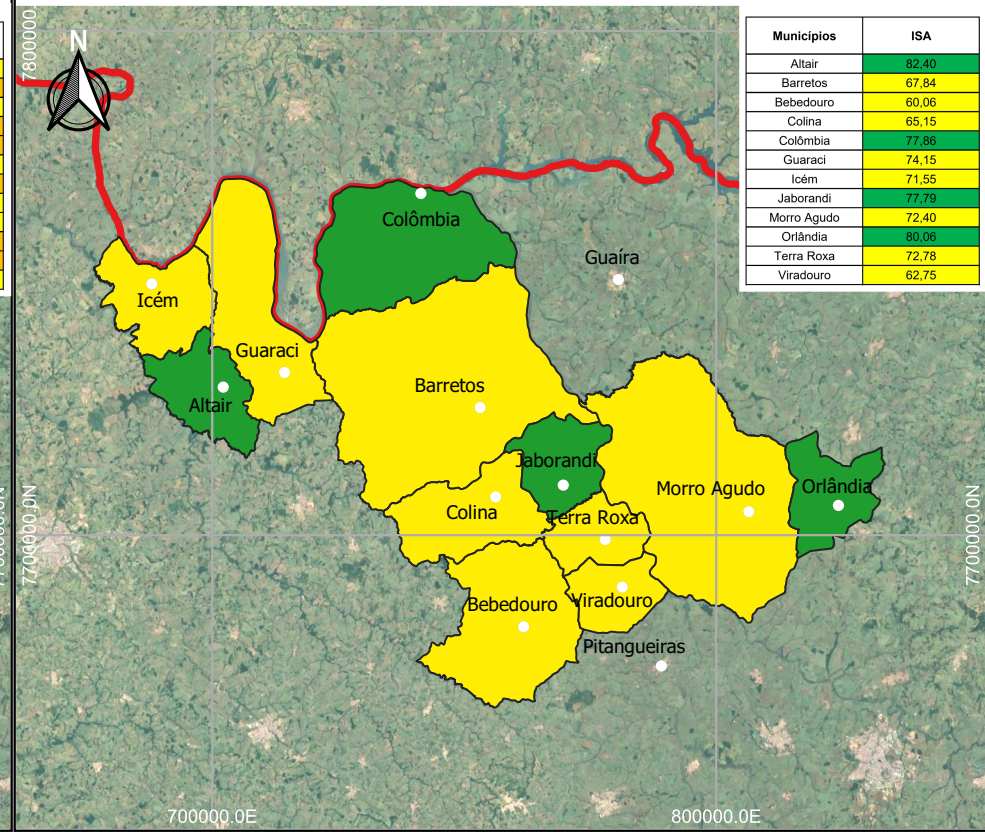 N
7800000.
Municípios ISA
Altair 82,40
Barretos 67,84
Bebedouro 60,06
Colina 65,15
Colômbia 77,86
Guaraci 74,15
Icém 71,55
Jaborandi 77,79
Morro Agudo 72,40
Orlândia 80,06
Terra Roxa 72,78
Viradouro 62,75
Colômbia
Guaíra
Icém
Guaraci
Altair
Barretos
Jaborandi
Colina
Terra Roxa
Morro Agudo
Orlândia
Bebedouro
Viradouro
Pitangueiras
7700000.0N
7700000.0N
700000.0E
800000.0E